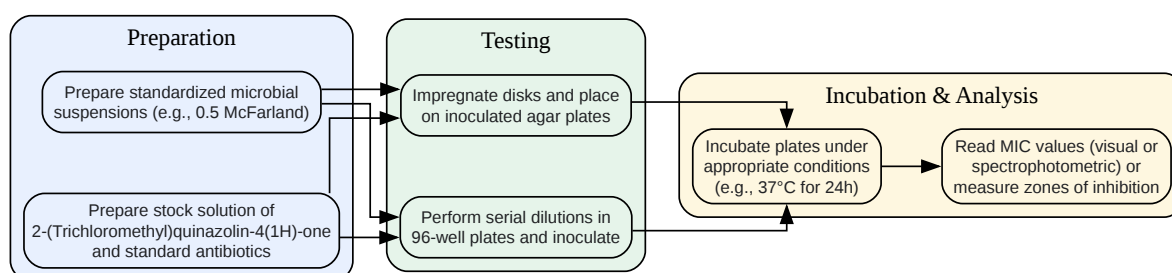 Preparation
Prepare standardized microbial
suspensions (e.g., 0.5 McFarland)
Prepare stock solution of
2-(Trichloromethyl)quinazolin-4(1H)-one
and standard antibiotics
Testing
Impregnate disks and place
on inoculated agar plates
Perform serial dilutions in
96-well plates and inoculate
Incubation & Analysis
Incubate plates under
appropriate conditions
(e.g., 37°C for 24h)
Read MIC values (visual or
spectrophotometric) or
measure zones of inhibition